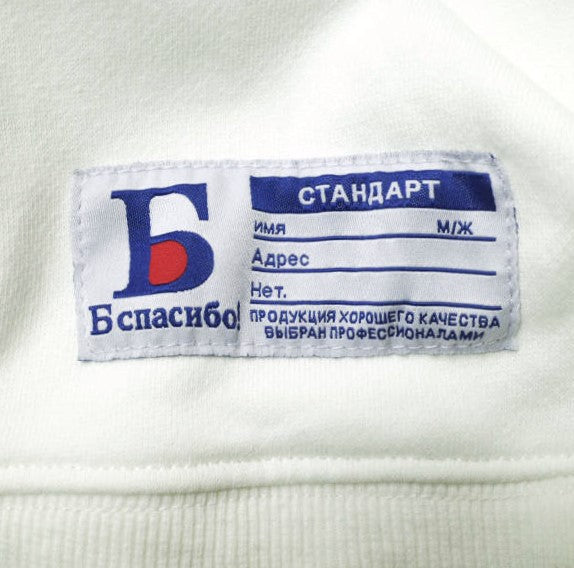 Б
Б спасибо!
СТАНДАРТ
имя М/Ж
Адрес
Нет.
ПРОДУКЦИЯ ХОРОШЕГО КАЧЕСТВА
ВЫБРАН ПРОФЕССИОНАЛАМИ